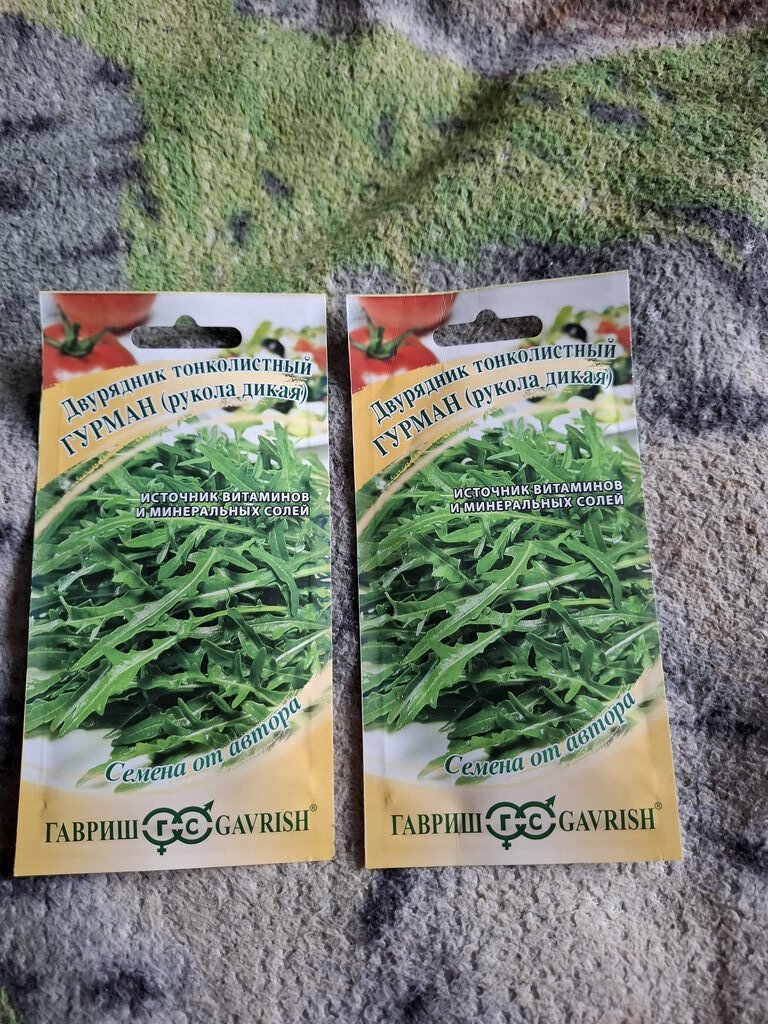 Двурядник тонколистный
ГУРМАН (рукола дикая)
ИСТОЧНИК ВИТАМИНОВ
И МИНЕРАЛЬНЫХ СОЛЕЙ
Семена от автора
ГАВРИШ Г-С GAVRISH®
Двурядник тонколистный
ГУРМАН (рукола дикая)
ИСТОЧНИК ВИТАМИНОВ
И МИНЕРАЛЬНЫХ СОЛЕЙ
Семена от автора
ГАВРИШ Г-С GAVRISH®